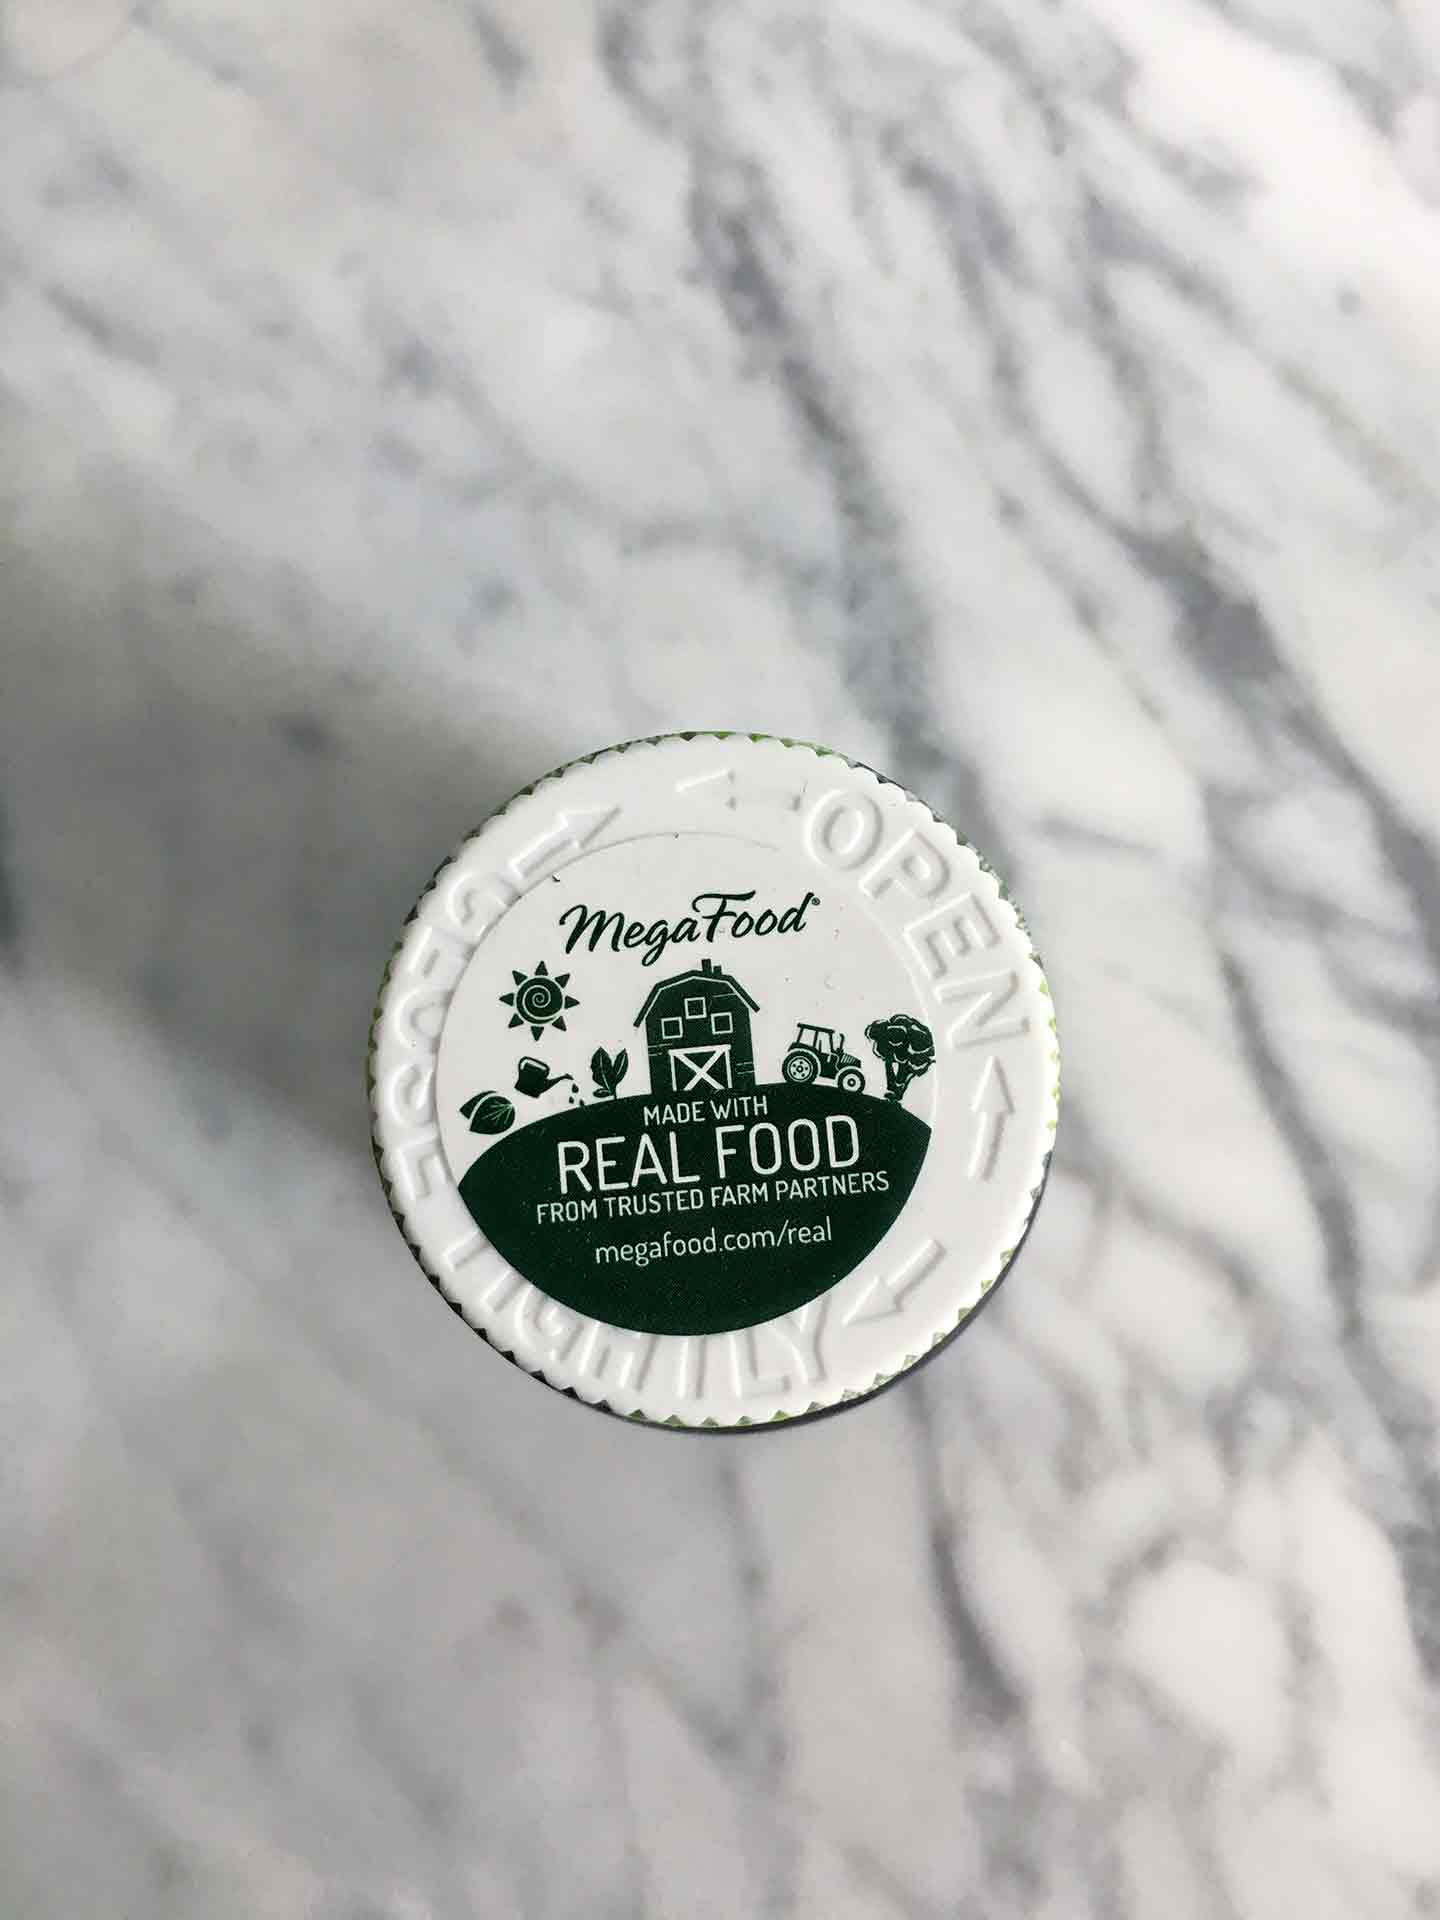 OPEN
CLOSE
TIGHTLY
MegaFood®
MADE WITH
REAL FOOD
FROM TRUSTED FARM PARTNERS
megafood.com/real